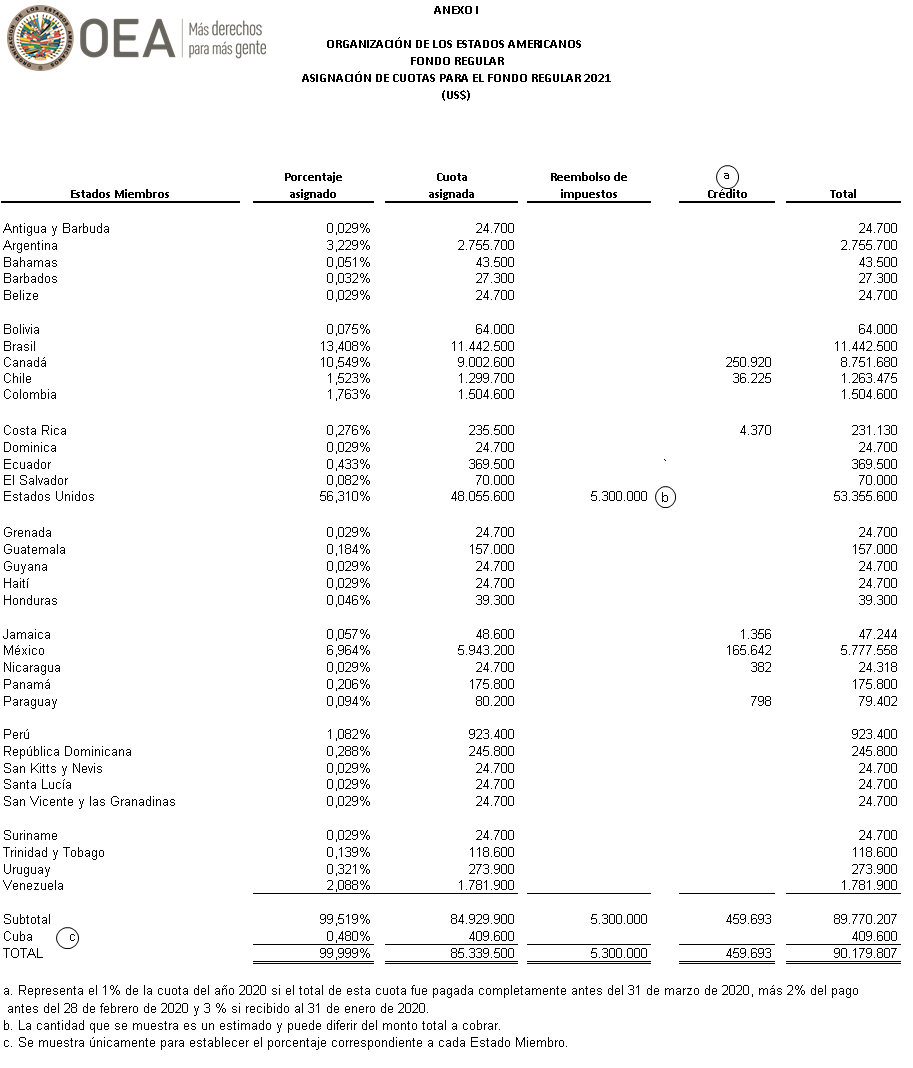 ANEXO I
OEA
Más derechos
para más gente
ORGANIZACIÓN DE LOS ESTADOS AMERICANOS
FONDO REGULAR
ASIGNACIÓN DE CUOTAS PARA EL FONDO REGULAR 2021
(US$)
Porcentaje Cuota Reembolso de a
Estados Miembros asignado asignada impuestos Crédito Total
Antigua y Barbuda 0,029% 24.700 24.700
Argentina 3,229% 2.755.700 2.755.700
Bahamas 0,051% 43.500 43.500
Barbados 0,032% 27.300 27.300
Belize 0,029% 24.700 24.700
Bolivia 0,075% 64.000 64.000
Brasil 13,408% 11.442.500 11.442.500
Canadá 10,549% 9.002.600 250.920 8.751.680
Chile 1,523% 1.299.700 36.225 1.263.475
Colombia 1,763% 1.504.600 1.504.600
Costa Rica 0,276% 235.500 4.370 231.130
Dominica 0,029% 24.700 24.700
Ecuador 0,433% 369.500 369.500
El Salvador 0,082% 70.000 70.000
Estados Unidos 56,310% 48.055.600 5.300.000 b 53.355.600
Grenada 0,029% 24.700 24.700
Guatemala 0,184% 157.000 157.000
Guyana 0,029% 24.700 24.700
Haití 0,029% 24.700 24.700
Honduras 0,046% 39.300 39.300
Jamaica 0,057% 48.600 1.356 47.244
México 6,964% 5.943.200 165.642 5.777.558
Nicaragua 0,029% 24.700 382 24.318
Panamá 0,206% 175.800 175.800
Paraguay 0,094% 80.200 798 79.402
Perú 1,082% 923.400 923.400
República Dominicana 0,288% 245.800 245.800
San Kitts y Nevis 0,029% 24.700 24.700
Santa Lucía 0,029% 24.700 24.700
San Vicente y las Granadinas 0,029% 24.700 24.700
Suriname 0,029% 24.700 24.700
Trinidad y Tobago 0,139% 118.600 118.600
Uruguay 0,321% 273.900 273.900
Venezuela 2,088% 1.781.900 1.781.900
Subtotal 99,519% 84.929.900 5.300.000 459.693 89.770.207
Cuba c 0,480% 409.600 409.600
TOTAL 99,999% 85.339.500 5.300.000 459.693 90.179.807
a. Representa el 1% de la cuota del año 2020 si el total de esta cuota fue pagada completamente antes del 31 de marzo de 2020, más 2% del pago
antes del 28 de febrero de 2020 y 3 % si recibido al 31 de enero de 2020.
b. La cantidad que se muestra es un estimado y puede diferir del monto total a cobrar.
c. Se muestra únicamente para establecer el porcentaje correspondiente a cada Estado Miembro.